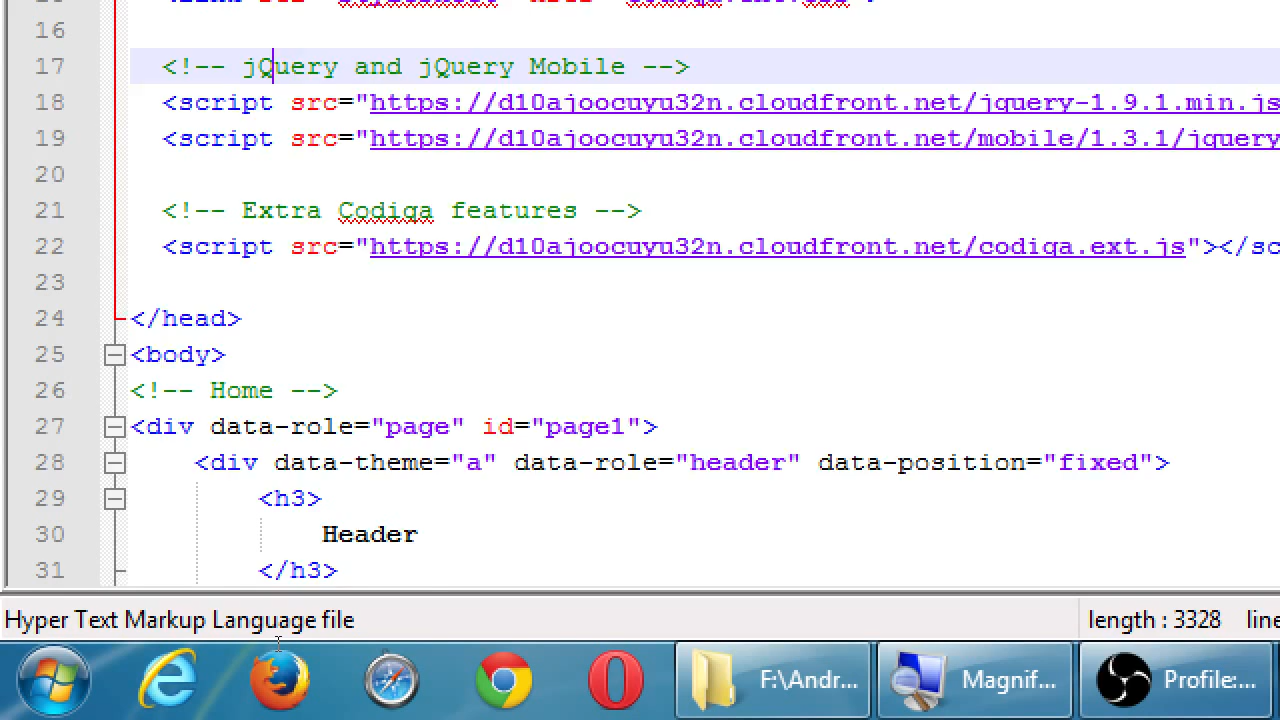 16
17 <!-- jQuery and jQuery Mobile -->
18 <script src="https://d10ajoocuyu32n.cloudfront.net/jquery-1.9.1.min.js
19 <script src="https://d10ajoocuyu32n.cloudfront.net/mobile/1.3.1/jquery
20
21 <!-- Extra Codiqa features -->
22 <script src="https://d10ajoocuyu32n.cloudfront.net/codiqa.ext.js"></sc
23
24 </head>
25 <body>
26 <!-- Home -->
27 <div data-role="page" id="page1">
28 <div data-theme="a" data-role="header" data-position="fixed">
29 <h3>
30 Header
31 </h3>
Hyper Text Markup Language file length : 3328 line
F:\Andr... Magnif... Profile:...